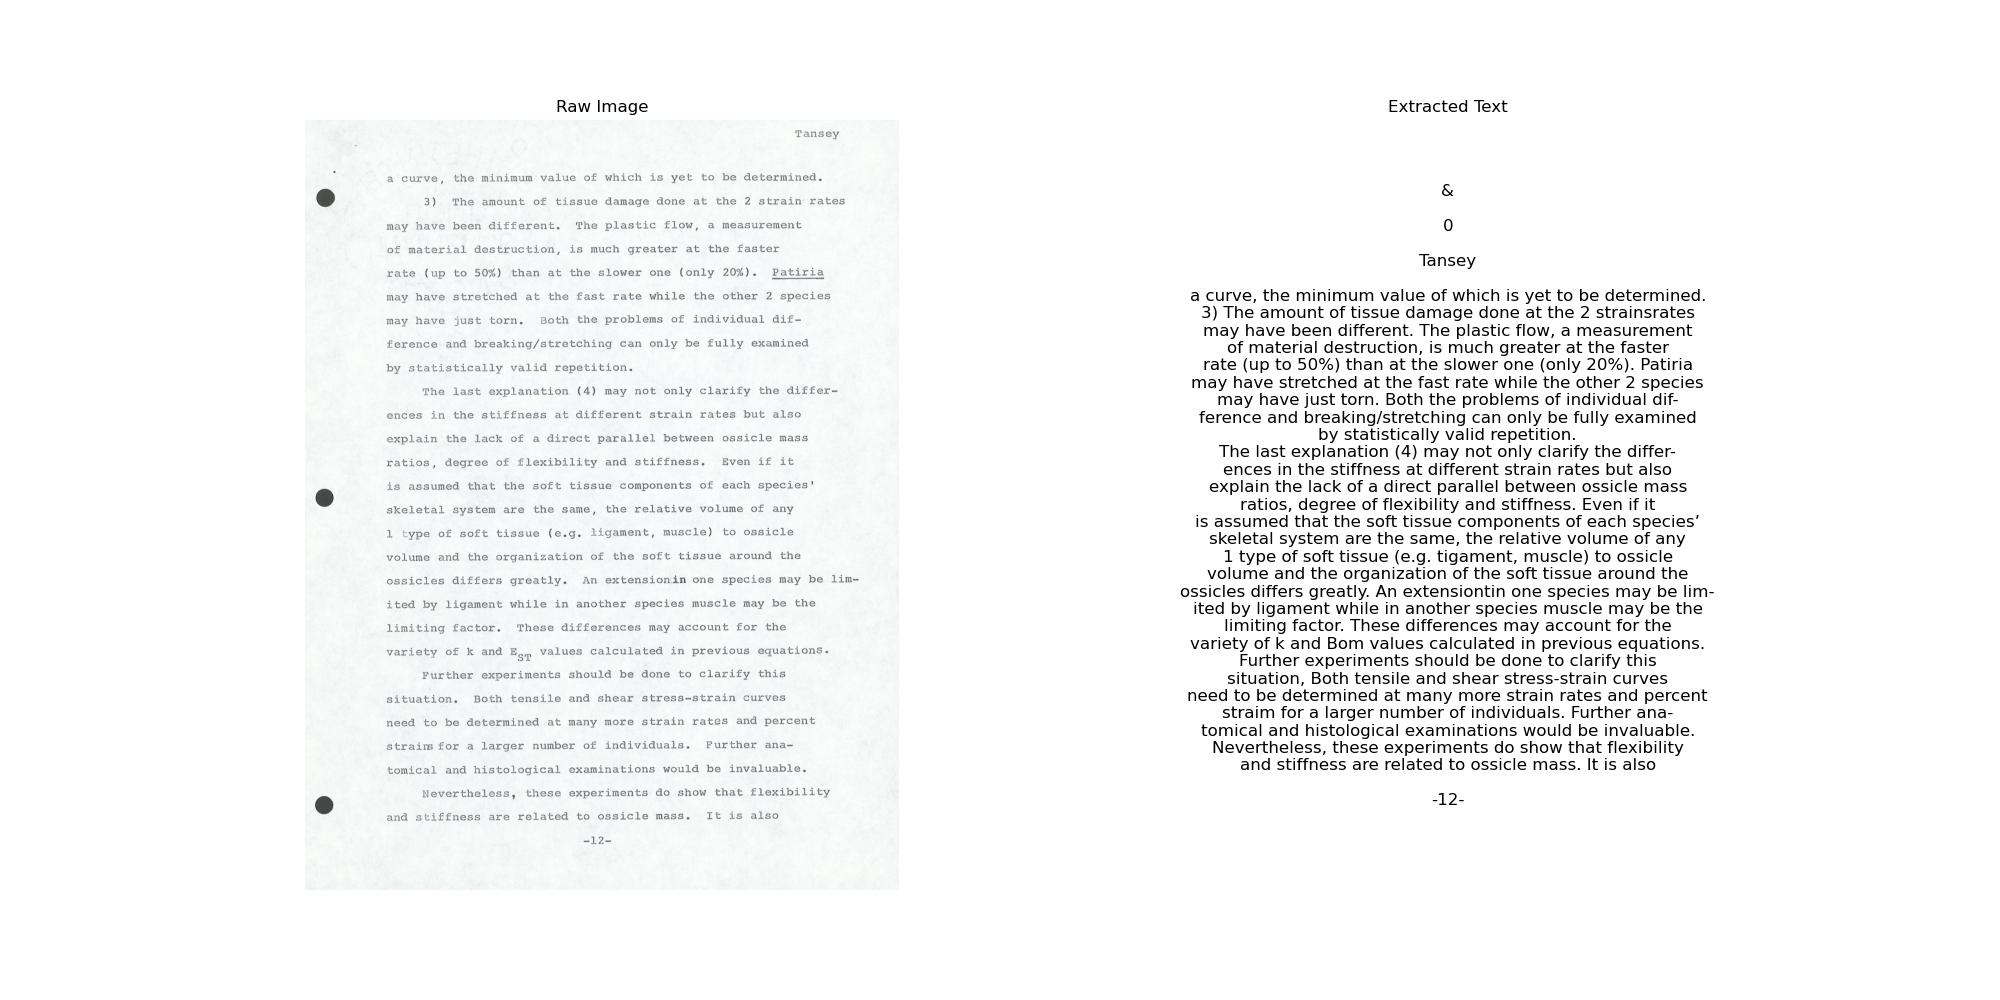 Raw Image
Tansey
a curve, the minimum value of which is yet to be determined.
3) The amount of tissue damage done at the 2 strain rates
may have been different. The plastic flow, a measurement
of material destruction, is much greater at the faster
rate (up to 50%) than at the slower one (only 20%). Patiria
may have stretched at the fast rate while the other 2 species
may have just torn. Both the problems of individual dif-
ference and breaking/stretching can only be fully examined
by statistically valid repetition.
The last explanation (4) may not only clarify the differ-
ences in the stiffness at different strain rates but also
explain the lack of a direct parallel between ossicle mass
ratios, degree of flexibility and stiffness. Even if it
is assumed that the soft tissue components of each species'
skeletal system are the same, the relative volume of any
1 type of soft tissue (e.g. ligament, muscle) to ossicle
volume and the organization of the soft tissue around the
ossicles differs greatly. An extension in one species may be lim-
ited by ligament while in another species muscle may be the
limiting factor. These differences may account for the
variety of k and EST values calculated in previous equations.
Further experiments should be done to clarify this
situation. Both tensile and shear stress-strain curves
need to be determined at many more strain rates and percent
strains for a larger number of individuals. Further ana-
tomical and histological examinations would be invaluable.
Nevertheless, these experiments do show that flexibility
and stiffness are related to ossicle mass. It is also
-12-
Extracted Text
&
0
Tansey
a curve, the minimum value of which is yet to be determined.
3) The amount of tissue damage done at the 2 strainsrates
may have been different. The plastic flow, a measurement
of material destruction, is much greater at the faster
rate (up to 50%) than at the slower one (only 20%). Patiria
may have stretched at the fast rate while the other 2 species
may have just torn. Both the problems of individual dif-
ference and breaking/stretching can only be fully examined
by statistically valid repetition.
The last explanation (4) may not only clarify the differ-
ences in the stiffness at different strain rates but also
explain the lack of a direct parallel between ossicle mass
ratios, degree of flexibility and stiffness. Even if it
is assumed that the soft tissue components of each species’
skeletal system are the same, the relative volume of any
1 type of soft tissue (e.g. tigament, muscle) to ossicle
volume and the organization of the soft tissue around the
ossicles differs greatly. An extensiontin one species may be lim-
ited by ligament while in another species muscle may be the
limiting factor. These differences may account for the
variety of k and Bom values calculated in previous equations.
Further experiments should be done to clarify this
situation, Both tensile and shear stress-strain curves
need to be determined at many more strain rates and percent
straim for a larger number of individuals. Further ana-
tomical and histological examinations would be invaluable.
Nevertheless, these experiments do show that flexibility
and stiffness are related to ossicle mass. It is also
-12-